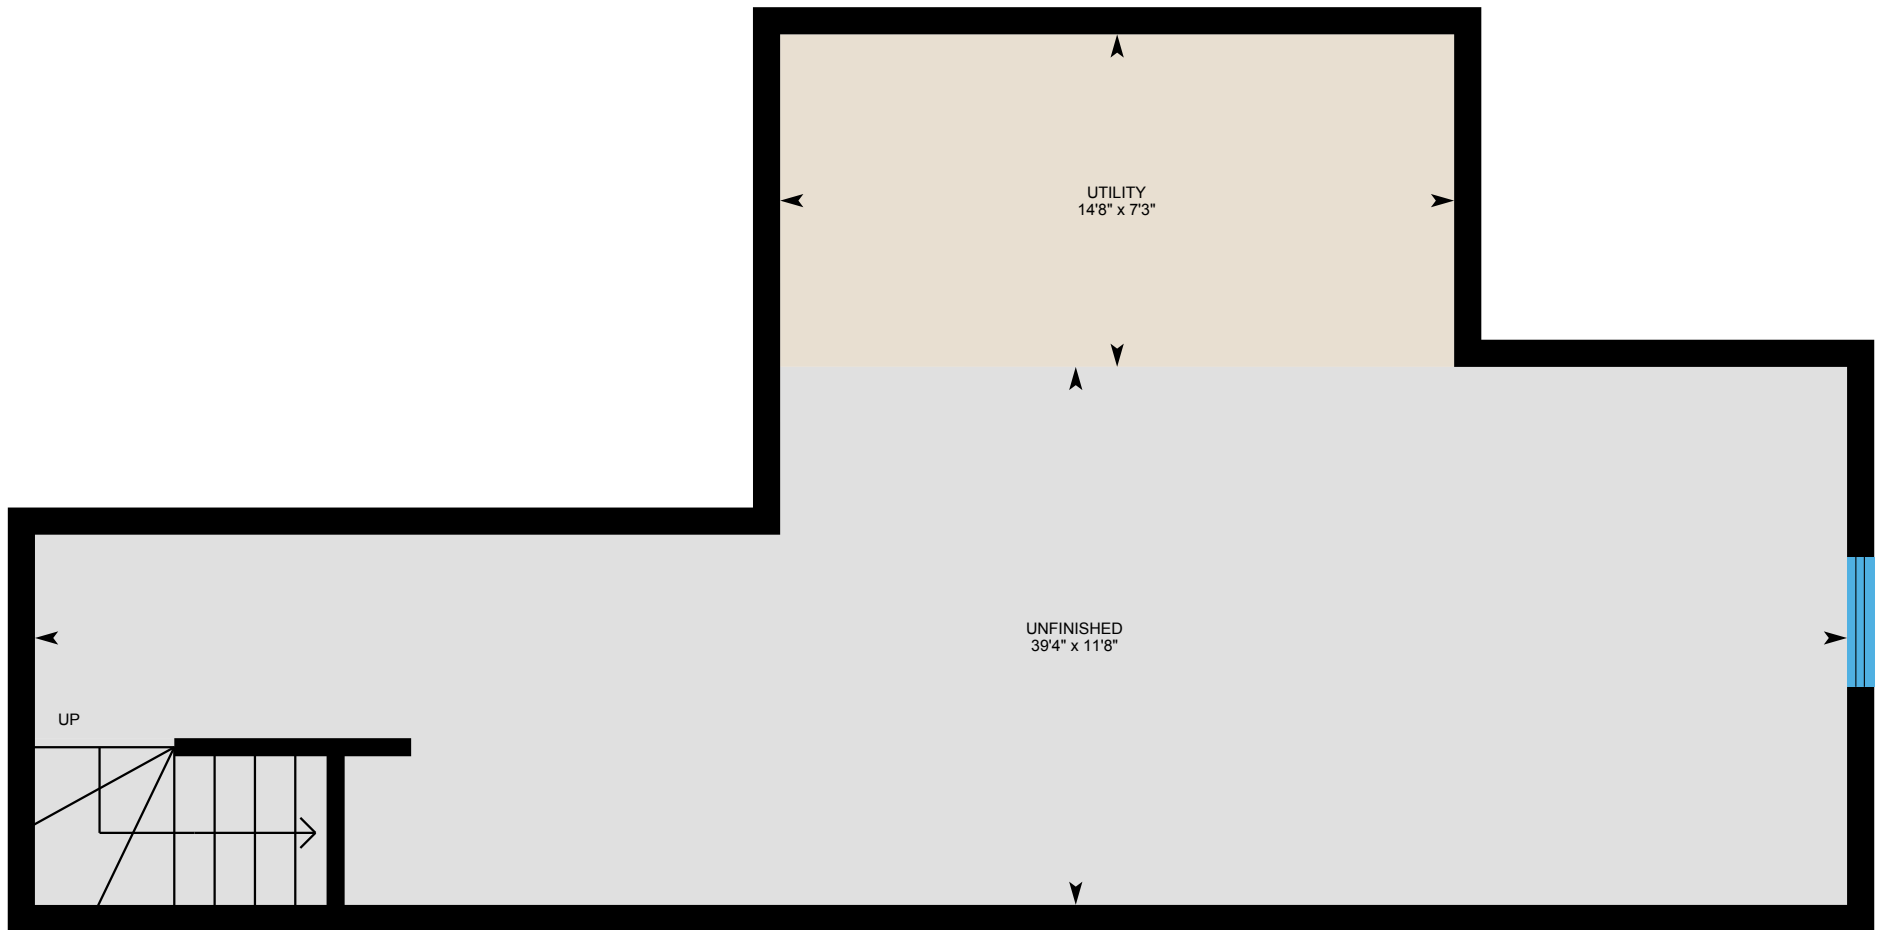 UTILITY
14'8" x 7'3"
UNFINISHED
39'4" x 11'8"
UP